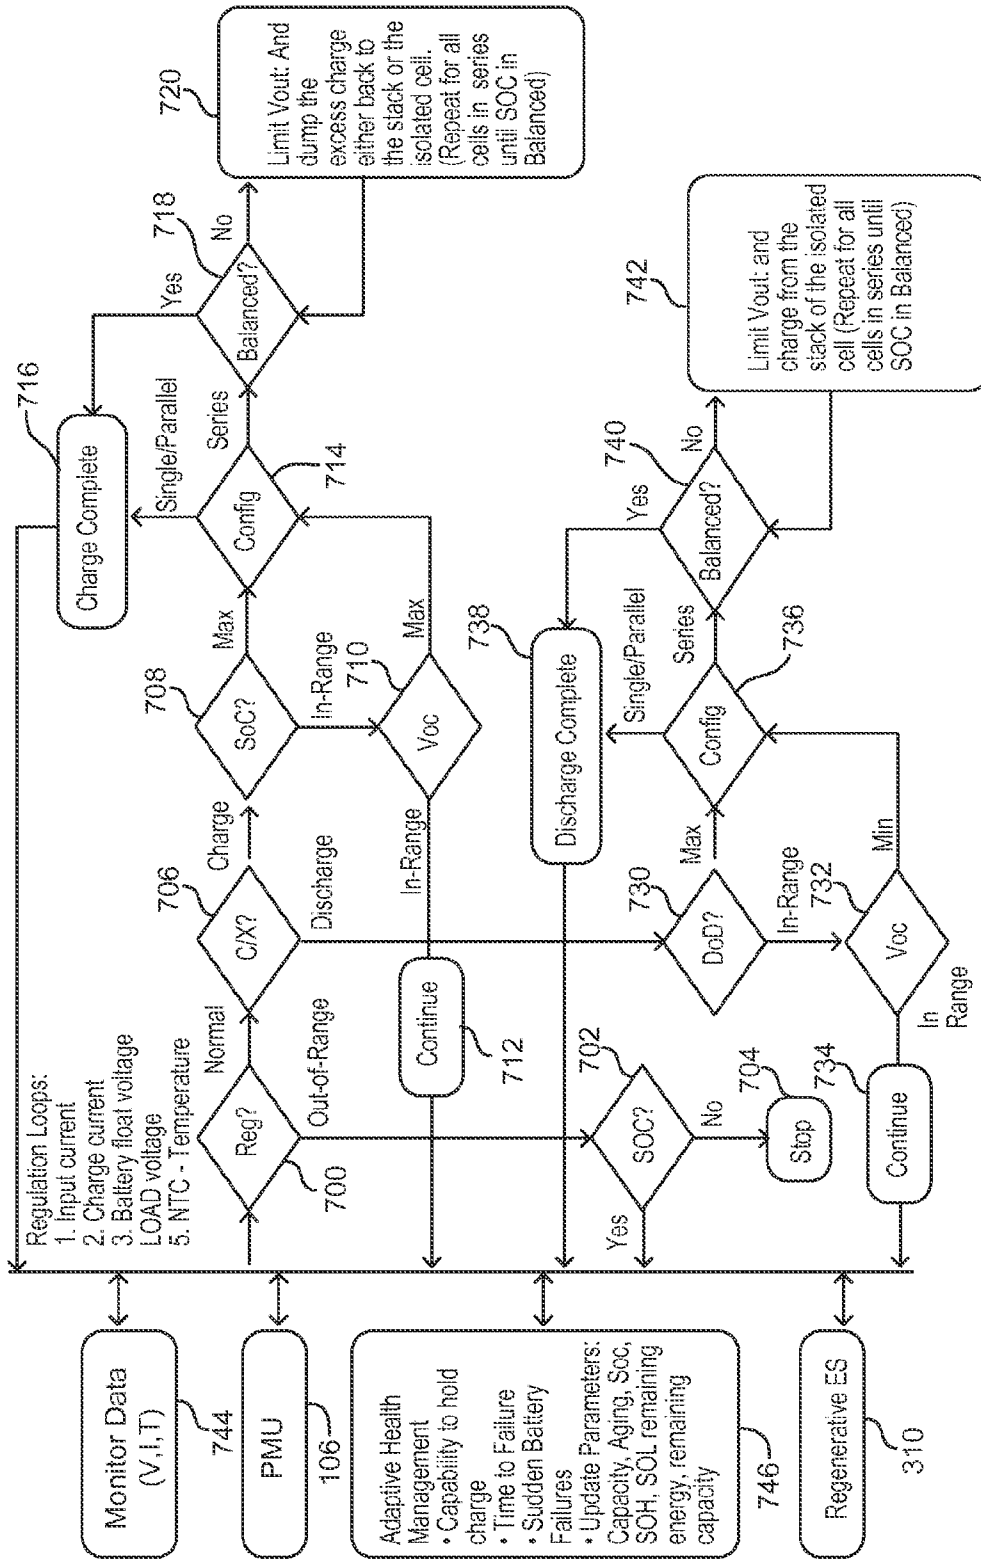 Monitor Data
(V,I,T)
744
PMU
106
Adaptive Health
Management
• Capability to hold
charge
• Time to Failure
• Sudden Battery
Failures
• Update Parameters:
Capacity, Aging, Soc,
SOH, SOL remaining
energy, remaining
capacity
746
Regenerative ES
310
Regulation Loops:
1. Input current
2. Charge current
3. Battery float voltage
LOAD voltage
5. NTC - Temperature
Reg?
700
Normal
Out-of-Range
C/X?
706
Charge
Discharge
SoC?
708
Max
In-Range
Voc
710
Max
In-Range
Continue
712
Config
714
Single/Parallel
Series
Charge Complete
716
Balanced?
718
Yes
No
720
Limit Vout: And
dump the
excess charge
either back to
the stack or the
isolated cell.
(Repeat for all
cells in series
until SOC in
Balanced)
SOC?
702
Yes
No
Stop
704
DoD?
730
Max
In-Range
Voc
732
Min
In
Range
Continue
734
Config
736
Single/Parallel
Series
Discharge Complete
738
Balanced?
740
Yes
No
742
Limit Vout: and
charge from the
stack of the isolated
cell (Repeat for all
cells in series until
SOC in Balanced)